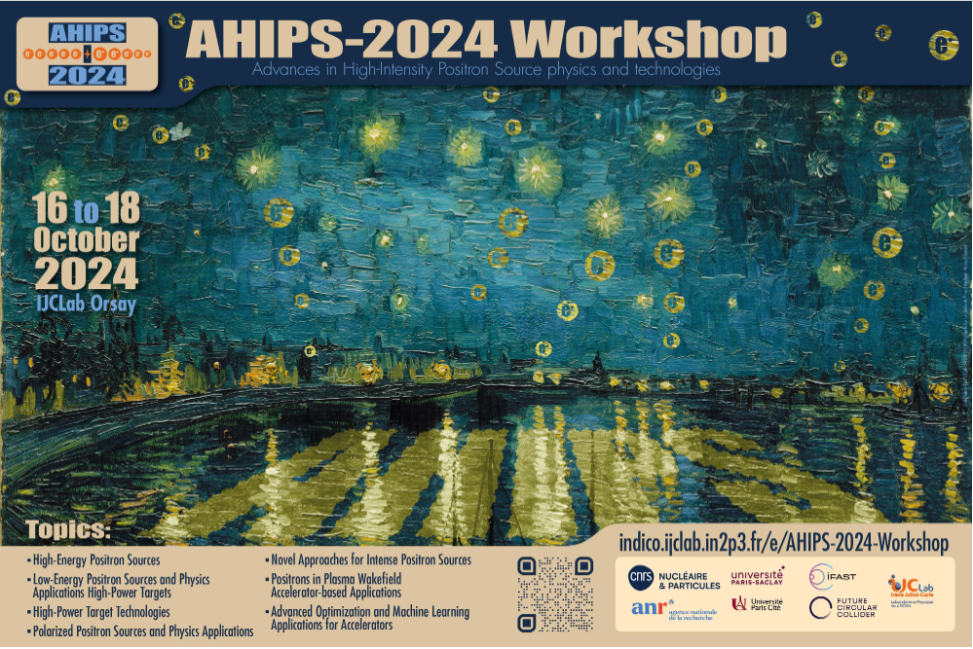 AHIPS
2024
AHIPS-2024 Workshop
Advances in High-Intensity Positron Source physics and technologies
16 to 18
October
2024
IJCLab Orsay
AHIPS
Topics:
▪ High-Energy Positron Sources
▪ Low-Energy Positron Sources and Physics
Applications High-Power Targets
▪ High-Power Target Technologies
▪ Polarized Positron Sources and Physics Applications
▪ Novel Approaches for Intense Positron Sources
▪ Positrons in Plasma Wakefield
Accelerator-based Applications
▪ Advanced Optimization and Machine Learning
Applications for Accelerators
indico.ijclab.in2p3.fr/e/AHIPS-2024-Workshop
cnrs
NUCLÉAIRE
& PARTICULES
université
PARIS-SACLAY
iFAST
IJCLab
Irène Joliot-Curie
anr
agence nationale
de la recherche
Université
Paris Cité
FUTURE
CIRCULAR
COLLIDER